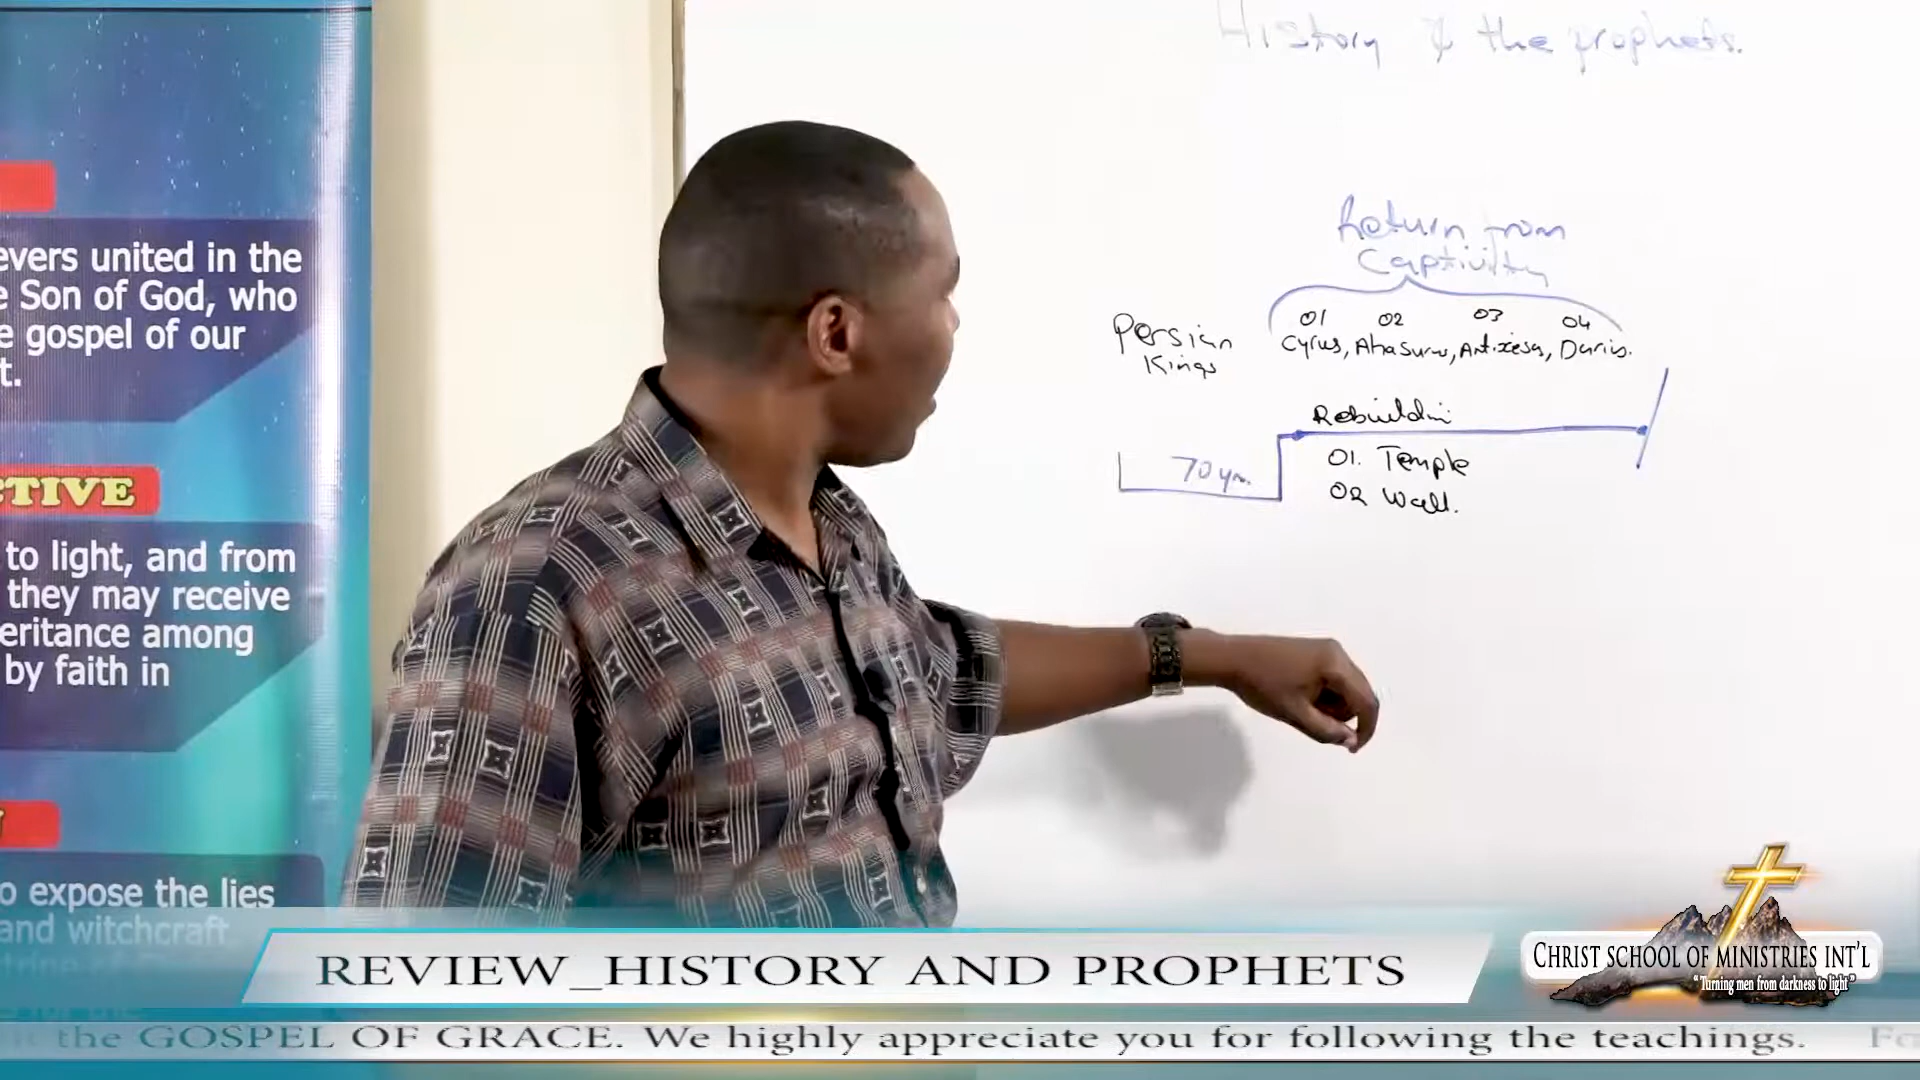 History & the prophets.
Return from
Captivity
01 02 03 04
Persian
Kings
Cyrus, Ahasurus, Artixeses, Darius.
Rebuildin
70 yrs.
01. Temple
02 Wall.
evers united in the
e Son of God, who
e gospel of our
t.
CTIVE
to light, and from
they may receive
eritance among
by faith in
o expose the lies
and witchcraft
REVIEW_HISTORY AND PROPHETS
CHRIST SCHOOL OF MINISTRIES INT'L
"Turning men from darkness to light"
the GOSPEL OF GRACE. We highly appreciate you for following the teachings.